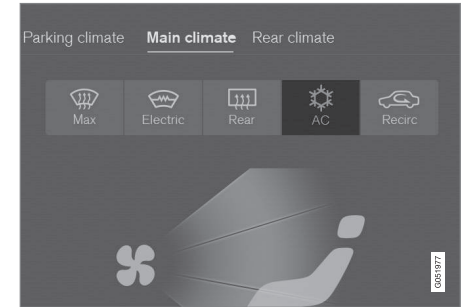 Parking climate Main climate Rear climate
Max Electric Rear AC Recirc
G051977